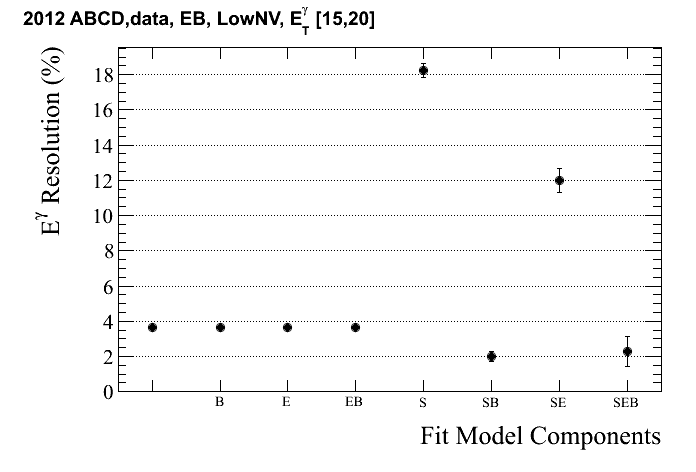 2012 ABCD,data, EB, LowNV, E_T^γ [15,20]
E^γ Resolution (%)
18
16
14
12
10
8
6
4
2
0
B E EB S SB SE SEB
Fit Model Components